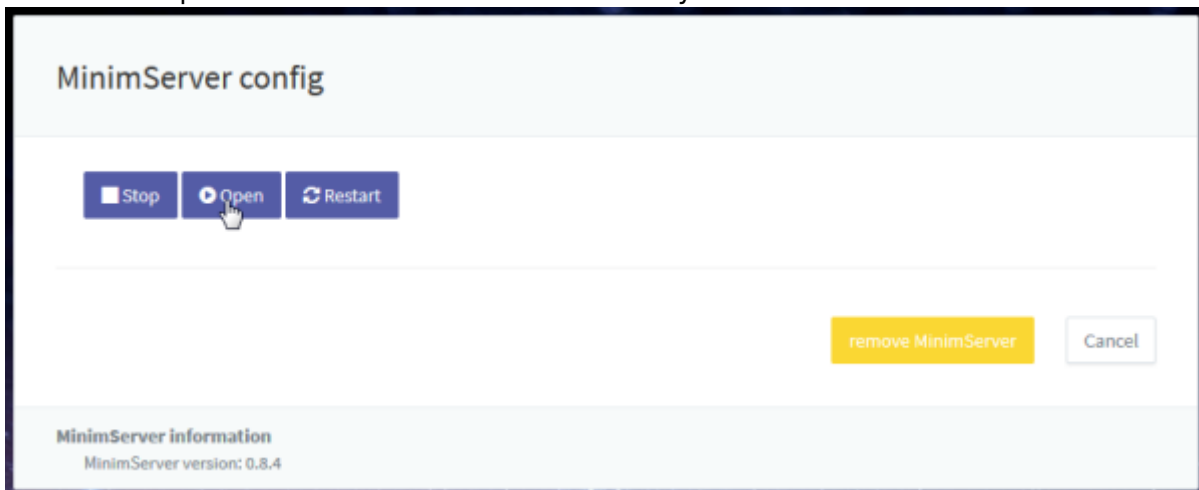 MinimServer config
Stop Open Restart
remove MinimServer Cancel
MinimServer information
MinimServer version: 0.8.4